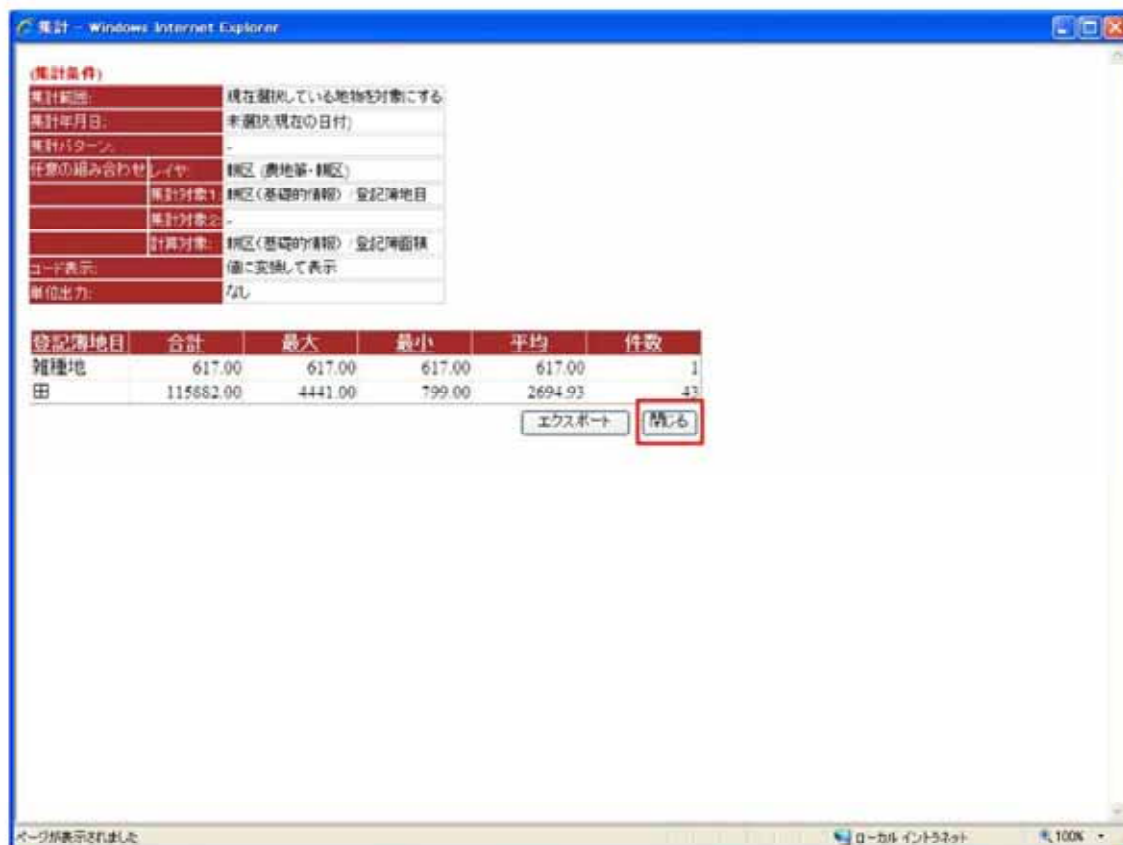 集計 - Windows Internet Explorer
(集計条件)
集計範囲: 現在選択している地物を対象にする
集計年月日: 未選択(現在の日付)
集計パターン: -
任意の組み合わせ レイヤ: 耕区 (農地筆・耕区)
集計対象1: 耕区(基礎的情報) /登記簿地目
集計対象2: -
計算対象: 耕区(基礎的情報) /登記簿面積
コード表示: 値に変換して表示
単位出力: なし
登記簿地目 合計 最大 最小 平均 件数
雑種地 617.00 617.00 617.00 617.00 1
田 115882.00 4441.00 799.00 2694.93 43
エクスポート 閉じる
ページが表示されました ローカル イントラネット 100%